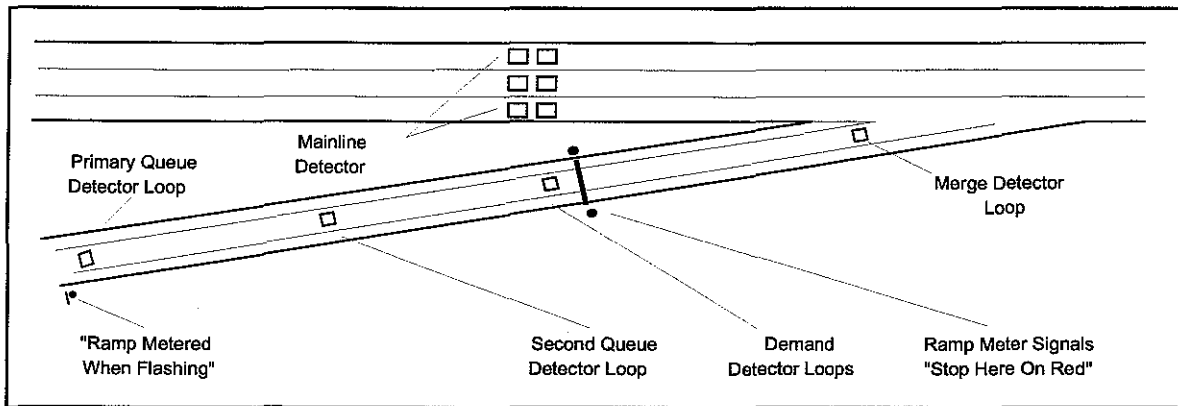 Mainline
Detector
Primary Queue
Detector Loop
Merge Detector
Loop
"Ramp Metered
When Flashing"
Second Queue
Detector Loop
Demand
Detector Loops
Ramp Meter Signals
"Stop Here On Red"